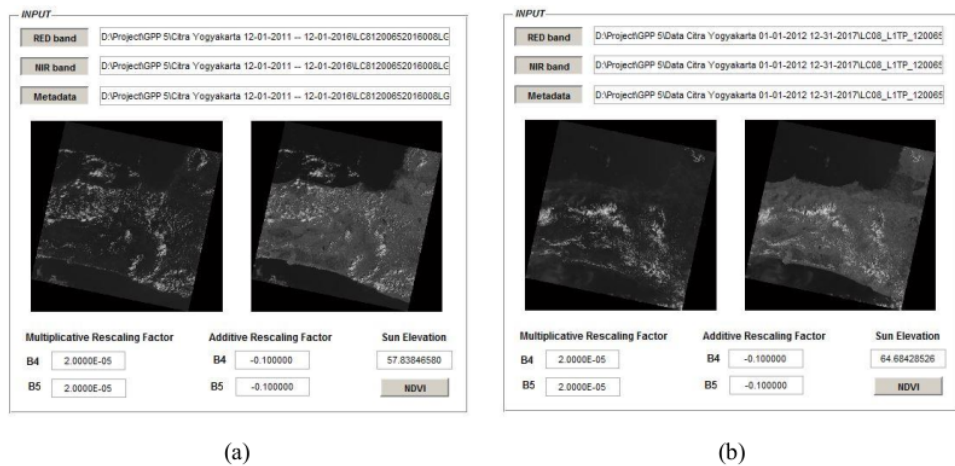 INPUT
RED band D:\Project\GPP 5\Citra Yogyakarta 12-01-2011 -- 12-01-2016\LC81200652016008LG
NIR band D:\Project\GPP 5\Citra Yogyakarta 12-01-2011 -- 12-01-2016\LC81200652016008LG
Metadata D:\Project\GPP 5\Citra Yogyakarta 12-01-2011 -- 12-01-2016\LC81200652016008LG
Multiplicative Rescaling Factor Additive Rescaling Factor Sun Elevation
B4 2.0000E-05 B4 -0.100000 57.83846580
B5 2.0000E-05 B5 -0.100000 NDVI
(a)
INPUT
RED band D:\Project\GPP 5\Data Citra Yogyakarta 01-01-2012 12-31-2017\LC08_L1TP_120065
NIR band D:\Project\GPP 5\Data Citra Yogyakarta 01-01-2012 12-31-2017\LC08_L1TP_120065
Metadata D:\Project\GPP 5\Data Citra Yogyakarta 01-01-2012 12-31-2017\LC08_L1TP_120065
Multiplicative Rescaling Factor Additive Rescaling Factor Sun Elevation
B4 2.0000E-05 B4 -0.100000 64.68428526
B5 2.0000E-05 B5 -0.100000 NDVI
(b)